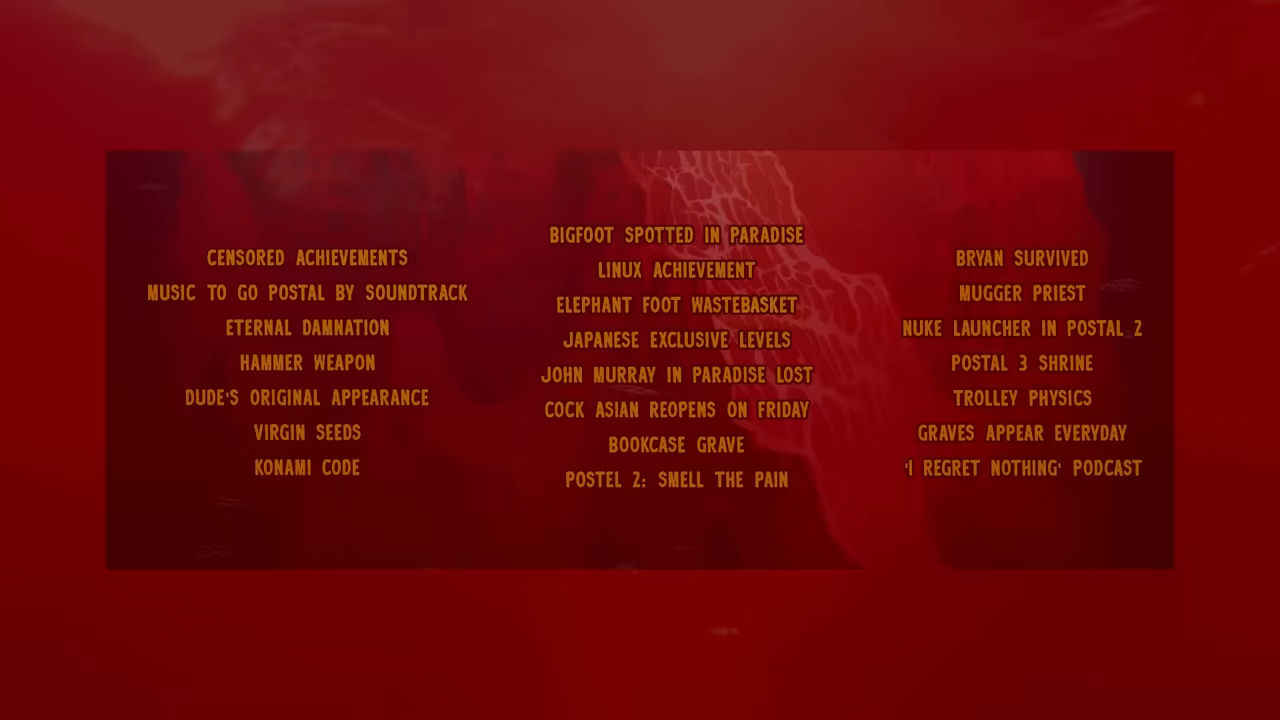 CENSORED ACHIEVEMENTS
MUSIC TO GO POSTAL BY SOUNDTRACK
ETERNAL DAMNATION
HAMMER WEAPON
DUDE'S ORIGINAL APPEARANCE
VIRGIN SEEDS
KONAMI CODE
BIGFOOT SPOTTED IN PARADISE
LINUX ACHIEVEMENT
ELEPHANT FOOT WASTEBASKET
JAPANESE EXCLUSIVE LEVELS
JOHN MURRAY IN PARADISE LOST
COCK ASIAN REOPENS ON FRIDAY
BOOKCASE GRAVE
POSTEL 2: SMELL THE PAIN
BRYAN SURVIVED
MUGGER PRIEST
NUKE LAUNCHER IN POSTAL 2
POSTAL 3 SHRINE
TROLLEY PHYSICS
GRAVES APPEAR EVERYDAY
'I REGRET NOTHING' PODCAST